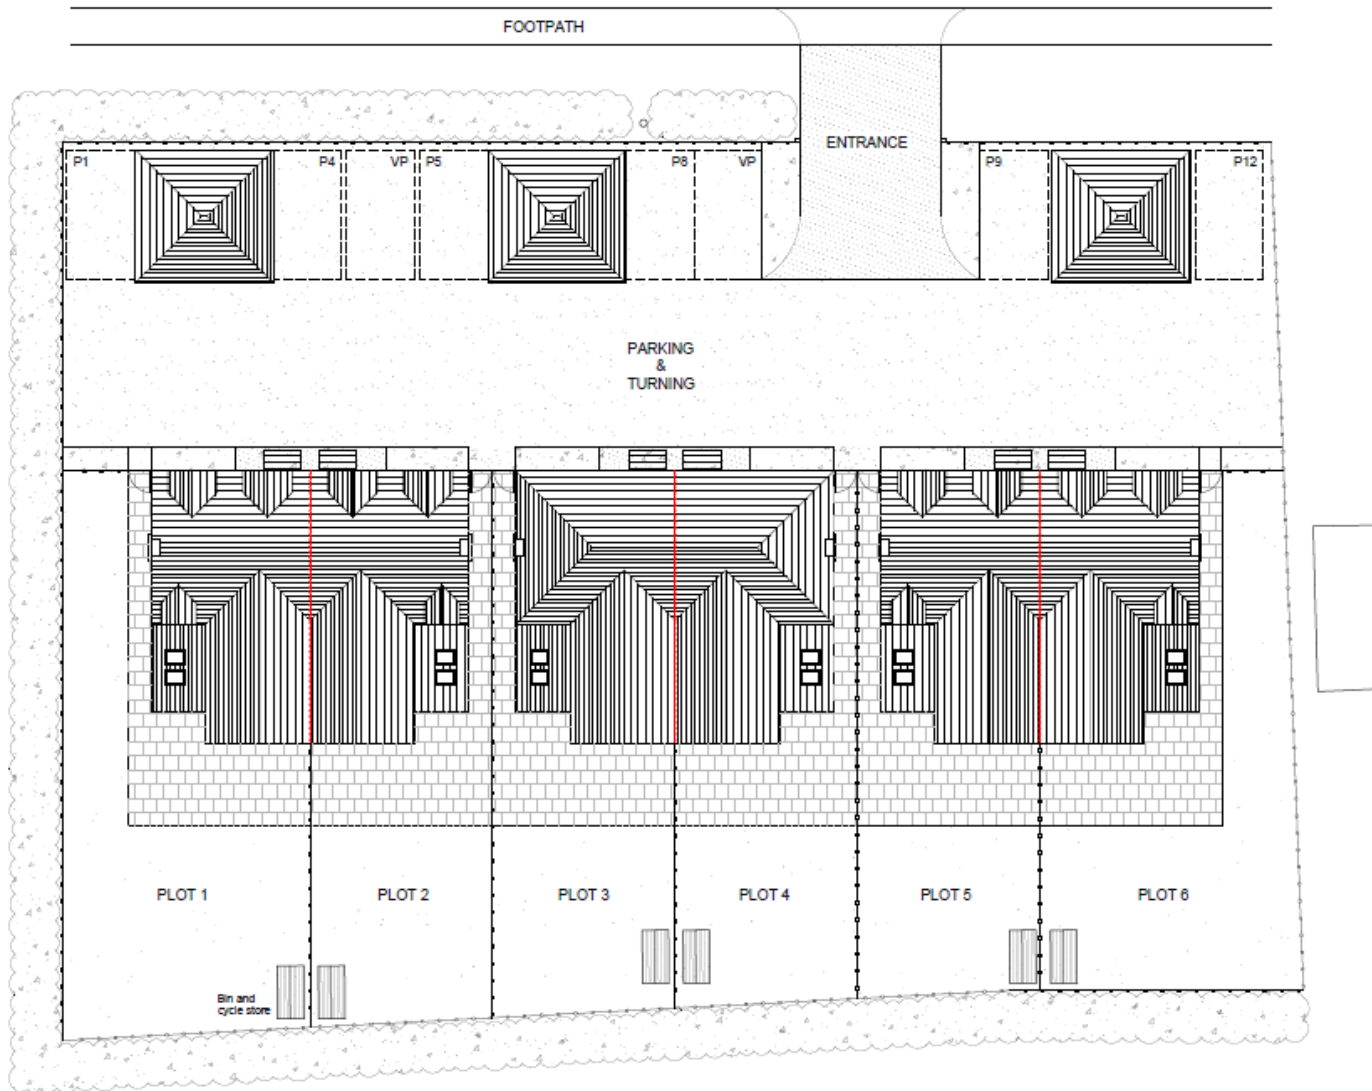 FOOTPATH
ENTRANCE
P1
P4
VP
P5
P8
VP
P9
P12
PARKING
&
TURNING
PLOT 1
PLOT 2
PLOT 3
PLOT 4
PLOT 5
PLOT 6
Bin and
cycle store